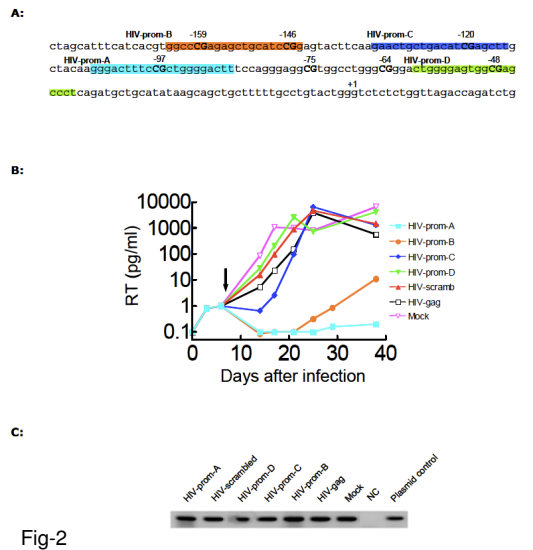 A:
HIV-prom-B -159 -146 HIV-prom-C -120
ctagcatttcatcacgtggcccCGagagctgcatcCGgagtacttcaagaactgctgacatCGagcttg
HIV-prom-A -97 -75 -64 HIV-prom-D -48
ctacaagggactttccCGctggggactttccagggaggCGtggcctgggCGggactggggagtggCGag
+1
ccctcagatgctgcatataagcagctgctttttgcctgtactgggtctctctggttagaccagatctg
B:
RT (pg/ml)
10000
1000
100
10
1
0.1
0 10 20 30 40
Days after infection
HIV-prom-A
HIV-prom-B
HIV-prom-C
HIV-prom-D
HIV-scramb
HIV-gag
Mock
C:
HIV-prom-A HIV-scrambled HIV-prom-D HIV-prom-C HIV-prom-B HIV-gag Mock NC Plasmid control
Fig-2